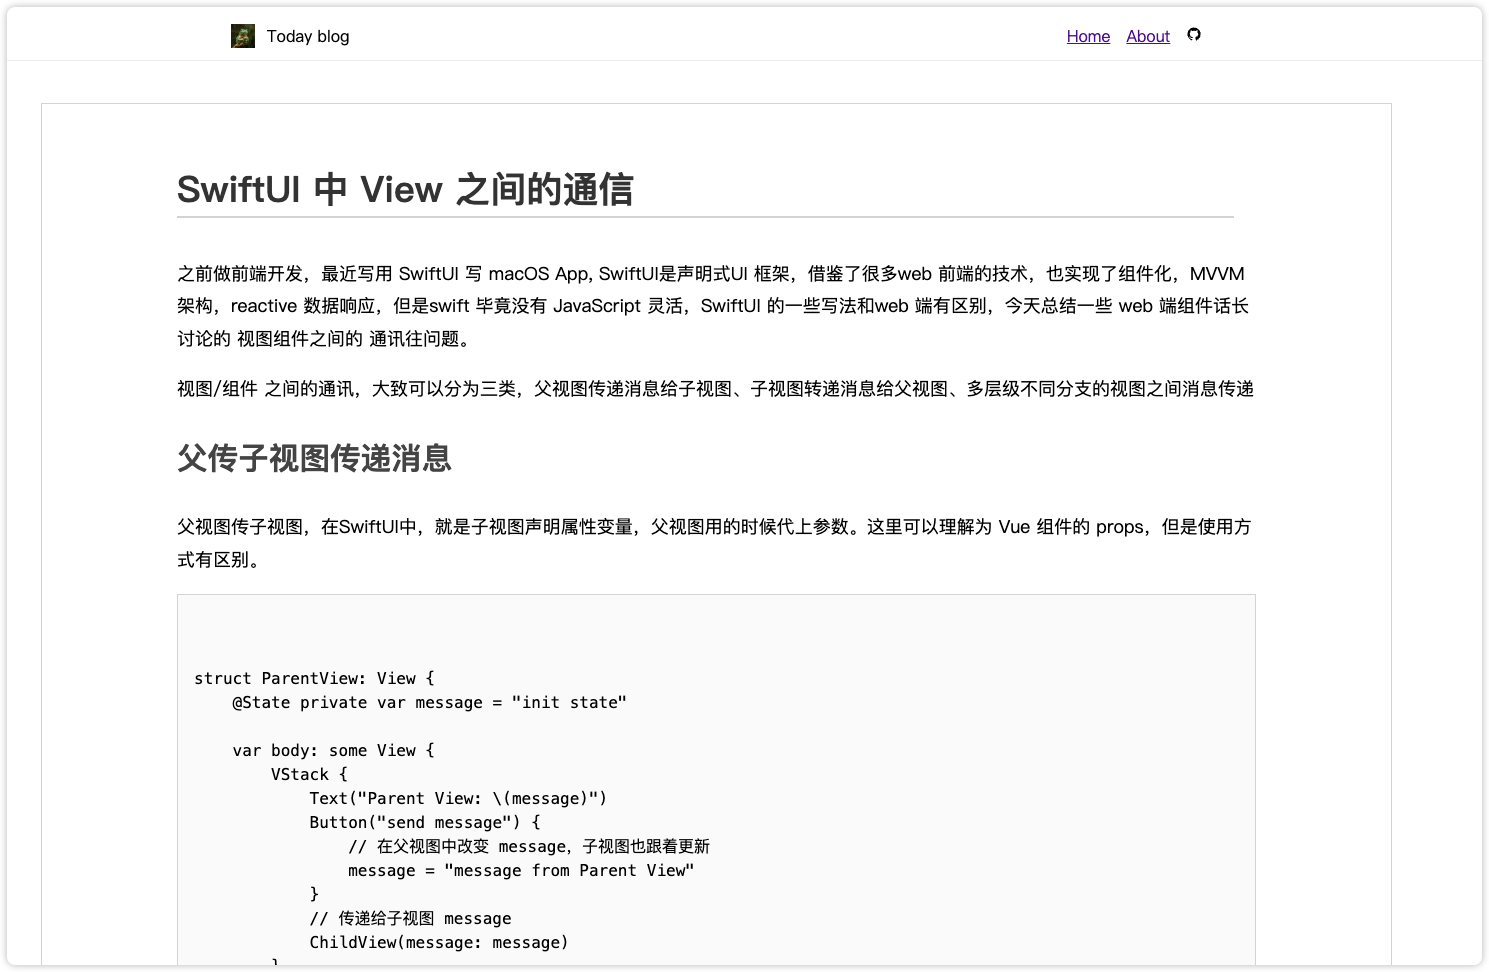 Today blog
Home About
SwiftUI 中 View 之间的通信
之前做前端开发，最近写用 SwiftUI 写 macOS App, SwiftUI是声明式UI 框架，借鉴了很多web 前端的技术，也实现了组件化，MVVM
架构，reactive 数据响应，但是swift 毕竟没有 JavaScript 灵活，SwiftUI 的一些写法和web 端有区别，今天总结一些 web 端组件话长
讨论的 视图组件之间的 通讯往问题。
视图/组件 之间的通讯，大致可以分为三类，父视图传递消息给子视图、子视图转递消息给父视图、多层级不同分支的视图之间消息传递
父传子视图传递消息
父视图传子视图，在SwiftUI中，就是子视图声明属性变量，父视图用的时候代上参数。这里可以理解为 Vue 组件的 props，但是使用方
式有区别。
struct ParentView: View {
    @State private var message = "init state"
    var body: some View {
        VStack {
            Text("Parent View: \(message)")
            Button("send message") {
                // 在父视图中改变 message，子视图也跟着更新
                message = "message from Parent View"
            }
            // 传递给子视图 message
            ChildView(message: message)
        }